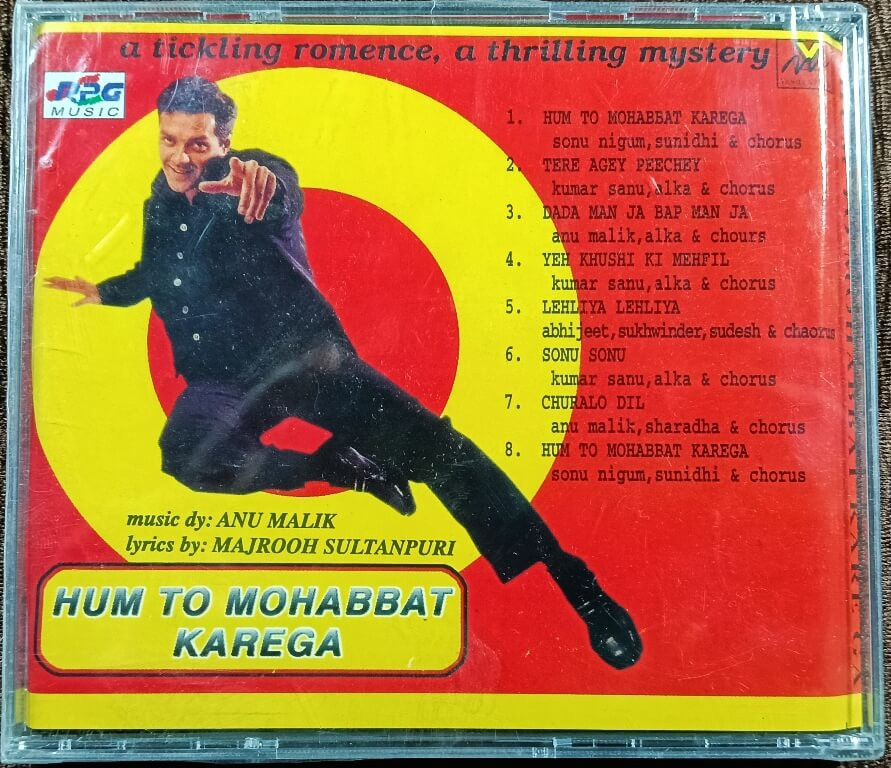 a tickling romence, a thrilling mystery
JPG
MUSIC
1. HUM TO MOHABBAT KAREGA
sonu nigum,sunidhi & chorus
2. TERE AGEY PEECHEY
kumar sanu,alka & chorus
3. DADA MAN JA BAP MAN JA
anu malik,alka & chours
4. YEH KHUSHI KI MEHFIL
kumar sanu,alka & chorus
5. LEHLIYA LEHLIYA
abhijeet,sukhwinder,sudesh & chaorus
6. SONU SONU
kumar sanu,alka & chorus
7. CHURALO DIL
anu malik,sharadha & chorus
8. HUM TO MOHABBAT KAREGA
sonu nigum,sunidhi & chorus
music dy: ANU MALIK
lyrics by: MAJROOH SULTANPURI
HUM TO MOHABBAT
KAREGA